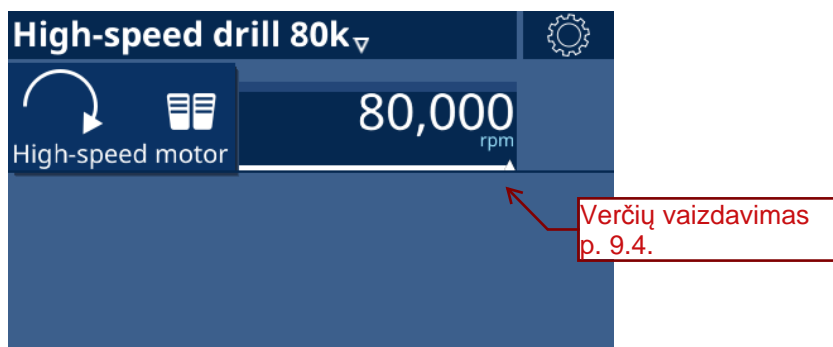 High-speed drill 80k
80,000
rpm
High-speed motor
Verčių vaizdavimas
p. 9.4.